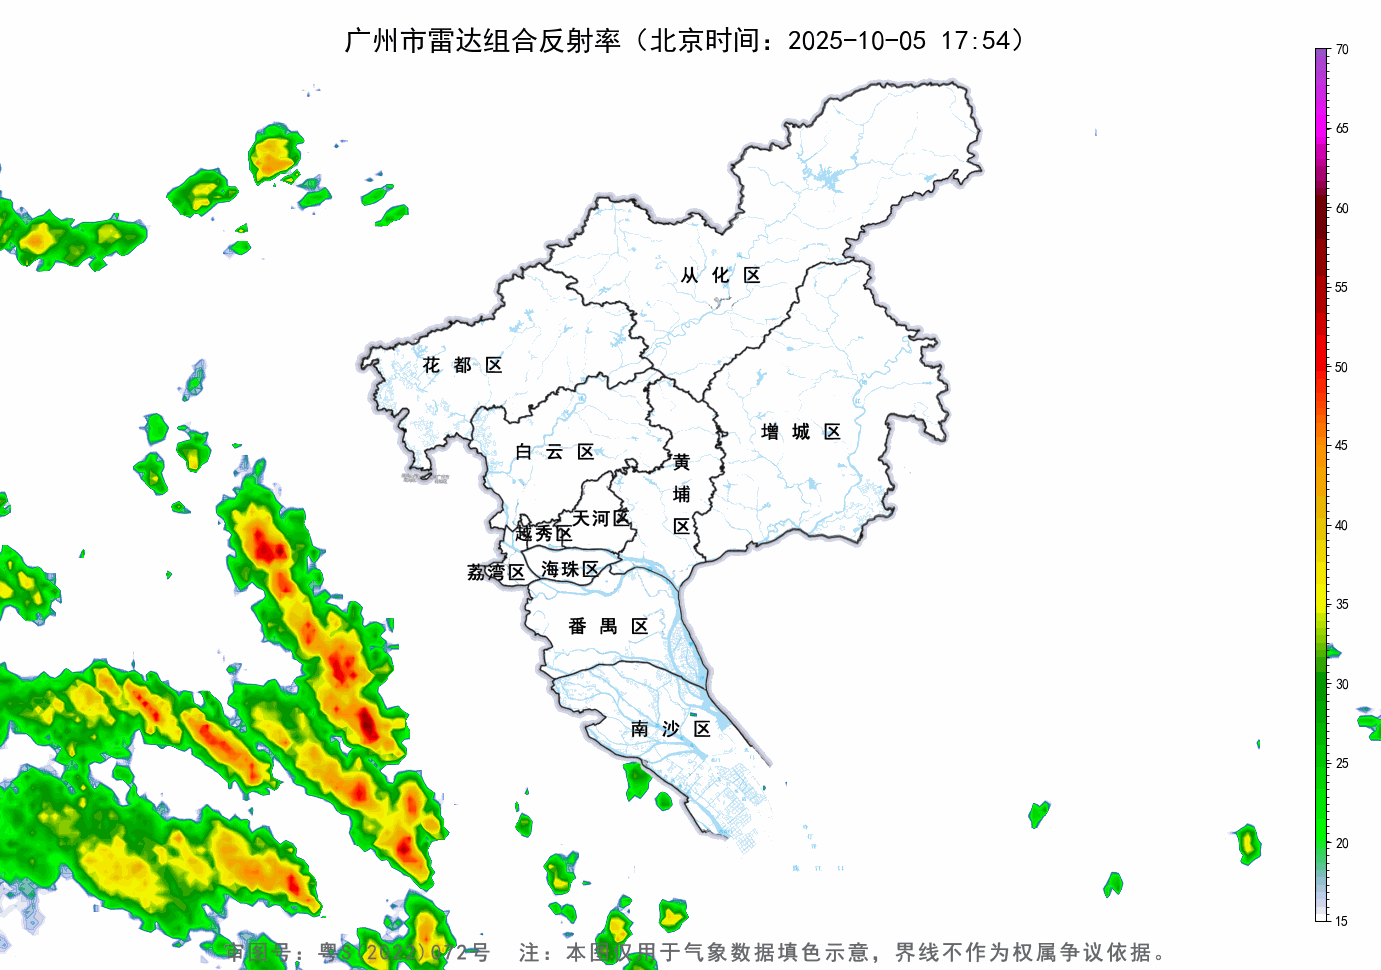 广州市雷达组合反射率（北京时间：2025-10-05 17:54）
70
65
60
从 化 区
55
花 都 区
50
增 城 区
白 云 区
45
黄
埔
区
天河区
越秀区
40
荔湾区
海珠区
35
番 禺 区
30
南 沙 区
25
20
15
审图号：粤S(2022)072号 注：本图仅用于气象数据填色示意，界线不作为权属争议依据。